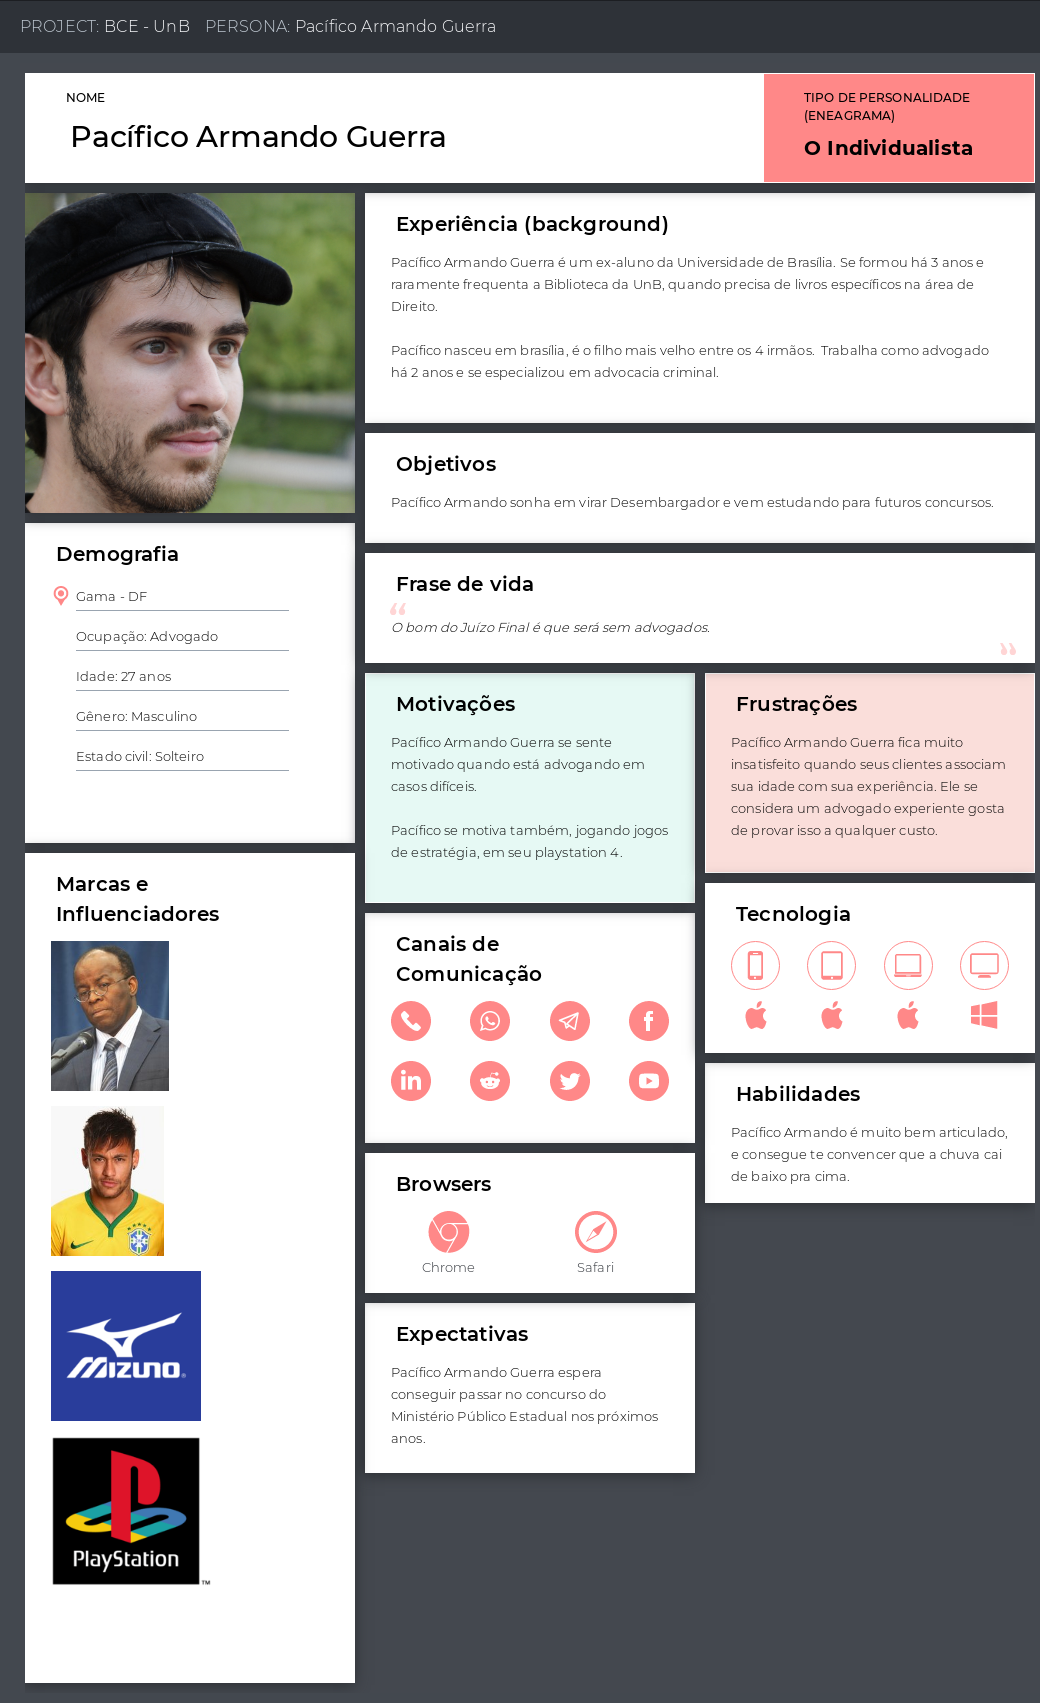 PROJECT: BCE - UnB PERSONA: Pacífico Armando Guerra
NOME
Pacífico Armando Guerra
TIPO DE PERSONALIDADE
(ENEAGRAMA)
O Individualista
Experiência (background)
Pacífico Armando Guerra é um ex-aluno da Universidade de Brasília. Se formou há 3 anos e
raramente frequenta a Biblioteca da UnB, quando precisa de livros específicos na área de
Direito.
Pacífico nasceu em brasília, é o filho mais velho entre os 4 irmãos. Trabalha como advogado
há 2 anos e se especializou em advocacia criminal.
Objetivos
Pacífico Armando sonha em virar Desembargador e vem estudando para futuros concursos.
Demografia
Gama - DF
Ocupação: Advogado
Idade: 27 anos
Gênero: Masculino
Estado civil: Solteiro
Frase de vida
“
O bom do Juízo Final é que será sem advogados.
”
Motivações
Pacífico Armando Guerra se sente
motivado quando está advogando em
casos difíceis.
Pacífico se motiva também, jogando jogos
de estratégia, em seu playstation 4.
Frustrações
Pacífico Armando Guerra fica muito
insatisfeito quando seus clientes associam
sua idade com sua experiência. Ele se
considera um advogado experiente gosta
de provar isso a qualquer custo.
Marcas e
Influenciadores
MIZUNO®
PlayStation
™
Canais de
Comunicação
Tecnologia
Habilidades
Pacífico Armando é muito bem articulado,
e consegue te convencer que a chuva cai
de baixo pra cima.
Browsers
Chrome Safari
Expectativas
Pacífico Armando Guerra espera
conseguir passar no concurso do
Ministério Público Estadual nos próximos
anos.